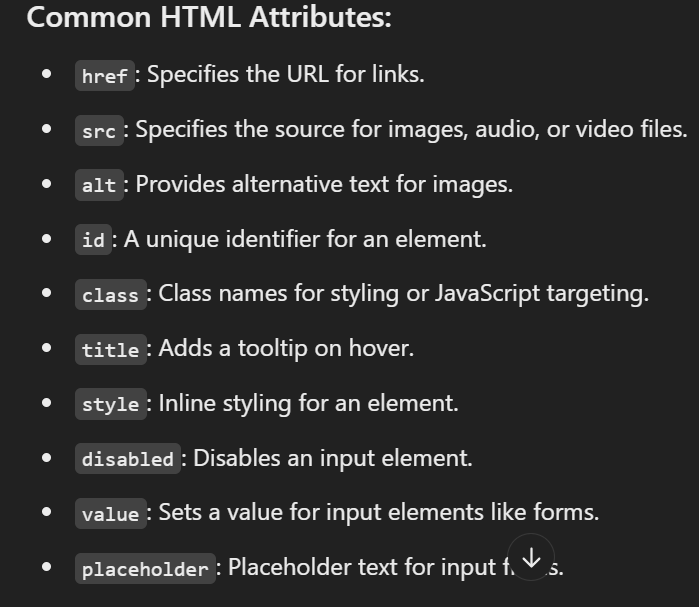 Common HTML Attributes:
• href: Specifies the URL for links.
• src: Specifies the source for images, audio, or video files.
• alt: Provides alternative text for images.
• id: A unique identifier for an element.
• class: Class names for styling or JavaScript targeting.
• title: Adds a tooltip on hover.
• style: Inline styling for an element.
• disabled: Disables an input element.
• value: Sets a value for input elements like forms.
• placeholder: Placeholder text for input